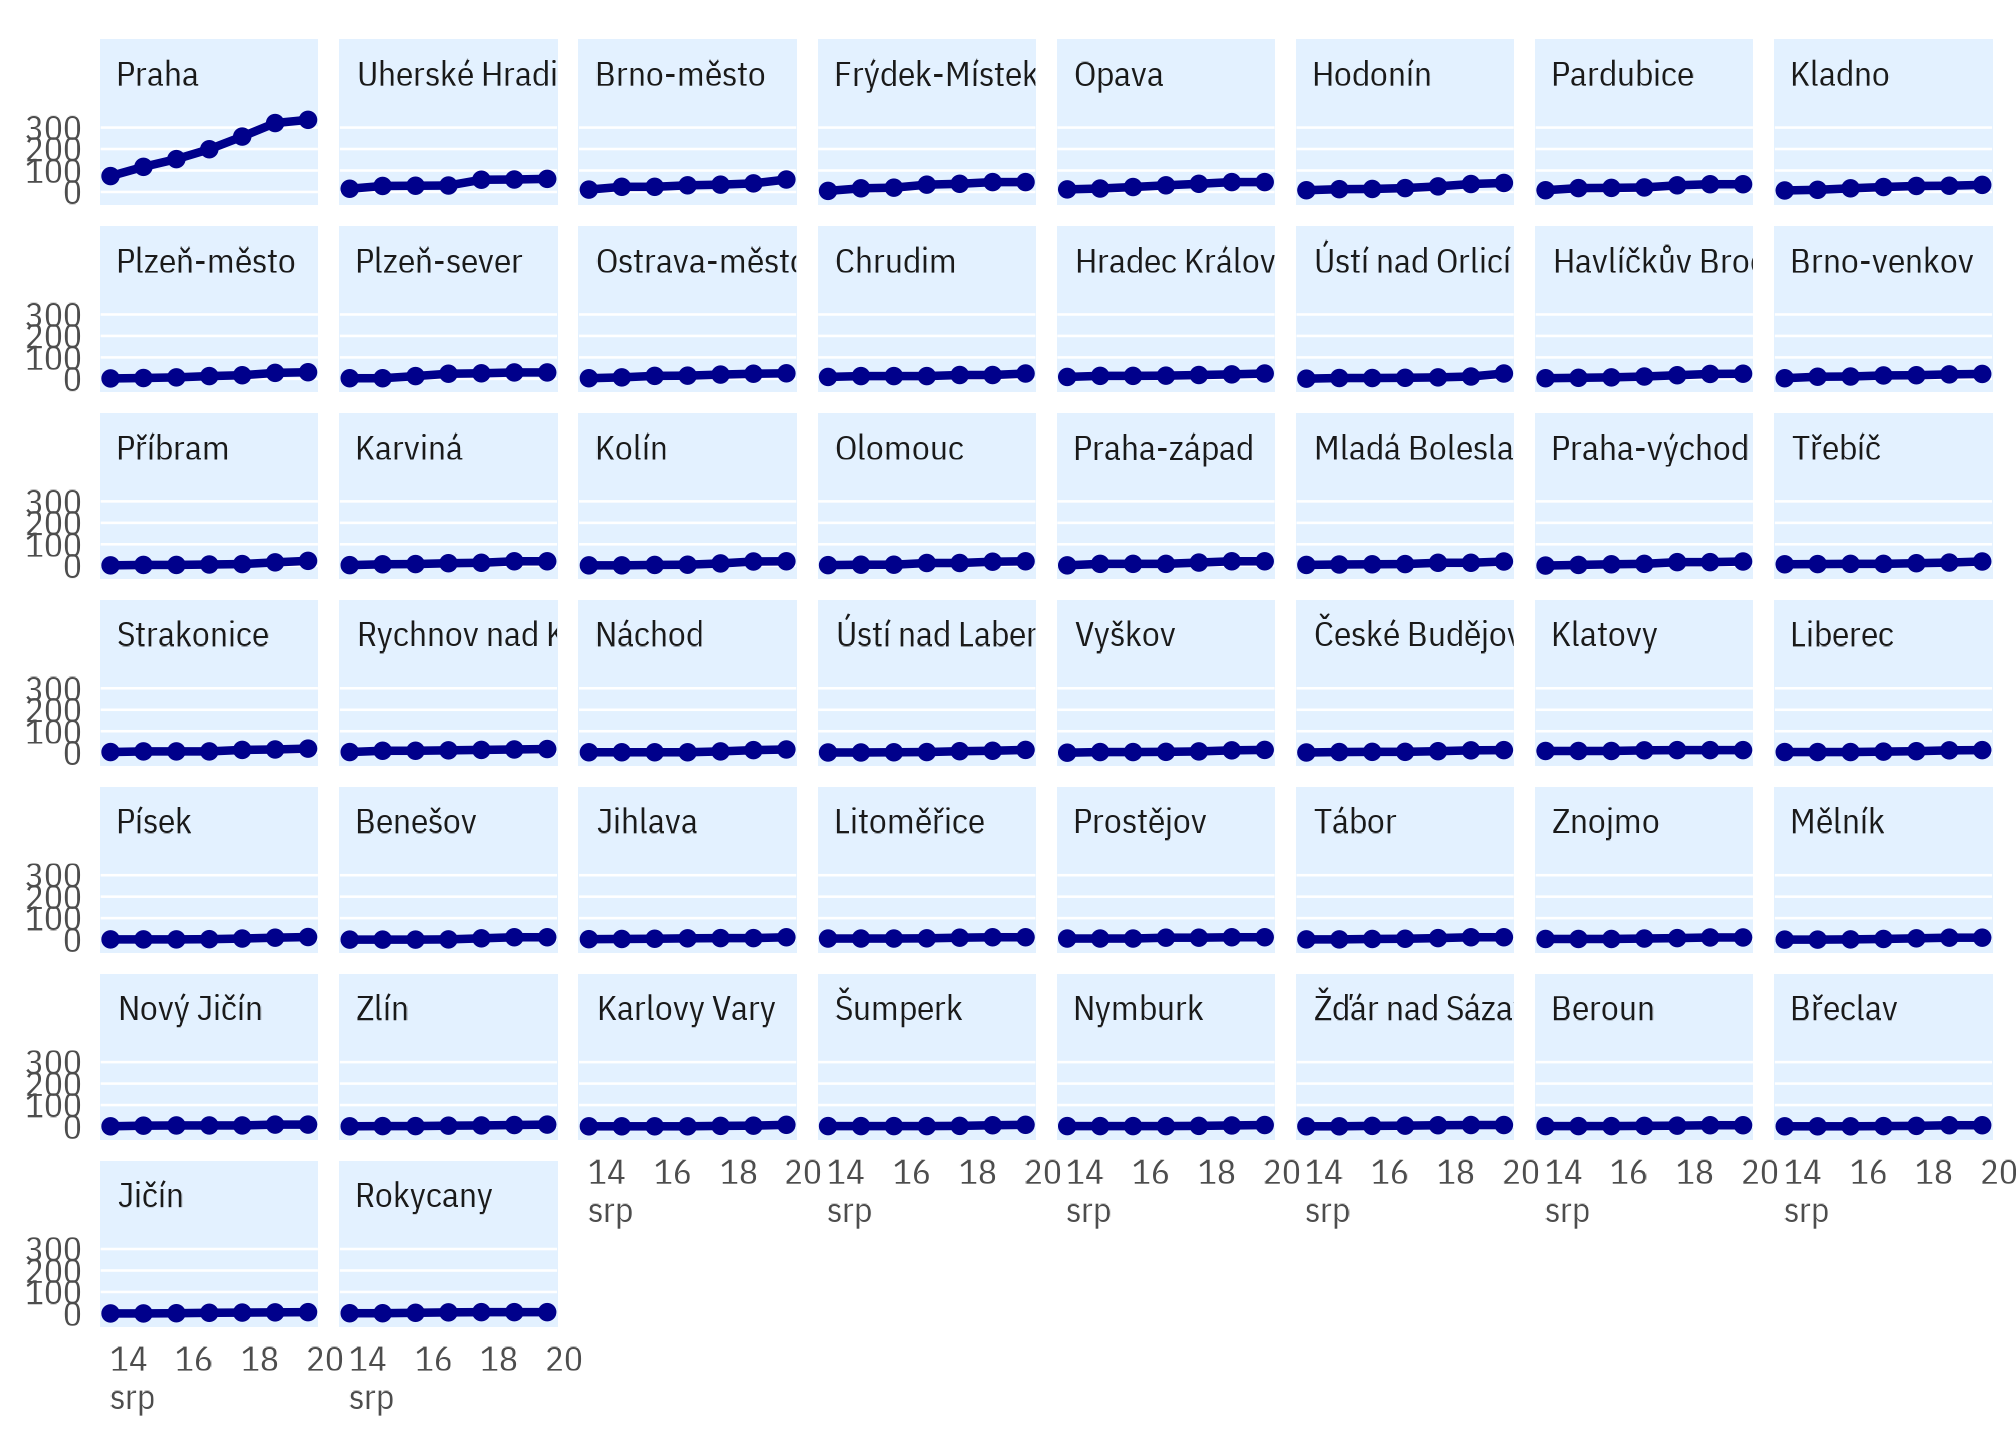 Praha
Uherské Hradi
Brno-město
Frýdek-Místek
Opava
Hodonín
Pardubice
Kladno
300
200
100
0
Plzeň-město
Plzeň-sever
Ostrava-město
Chrudim
Hradec Králov
Ústí nad Orlicí
Havlíčkův Brod
Brno-venkov
300
200
100
0
Příbram
Karviná
Kolín
Olomouc
Praha-západ
Mladá Bolesla
Praha-východ
Třebíč
300
200
100
0
Strakonice
Rychnov nad K
Náchod
Ústí nad Laber
Vyškov
České Budějov
Klatovy
Liberec
300
200
100
0
Písek
Benešov
Jihlava
Litoměřice
Prostějov
Tábor
Znojmo
Mělník
300
200
100
0
Nový Jičín
Zlín
Karlovy Vary
Šumperk
Nymburk
Žďár nad Sáza
Beroun
Břeclav
300
200
100
0
14 16 18 20
srp
14 16 18 20
srp
14 16 18 20
srp
14 16 18 20
srp
14 16 18 20
srp
14 16 18 20
srp
Jičín
Rokycany
300
200
100
0
14 16 18 20
srp
14 16 18 20
srp